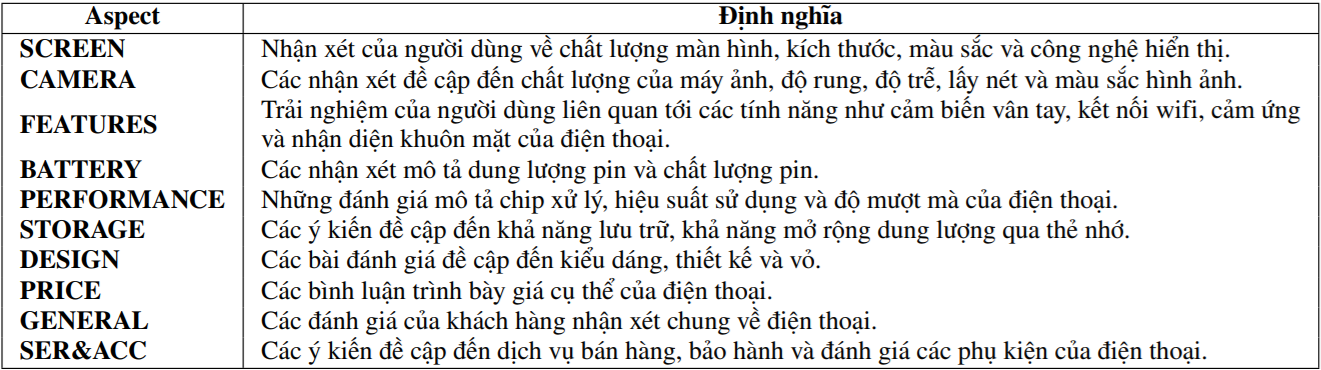 Aspect Định nghĩa
SCREEN Nhận xét của người dùng về chất lượng màn hình, kích thước, màu sắc và công nghệ hiển thị.
CAMERA Các nhận xét đề cập đến chất lượng của máy ảnh, độ rung, độ trễ, lấy nét và màu sắc hình ảnh.
FEATURES Trải nghiệm của người dùng liên quan tới các tính năng như cảm biến vân tay, kết nối wifi, cảm ứng
và nhận diện khuôn mặt của điện thoại.
BATTERY Các nhận xét mô tả dung lượng pin và chất lượng pin.
PERFORMANCE Những đánh giá mô tả chip xử lý, hiệu suất sử dụng và độ mượt mà của điện thoại.
STORAGE Các ý kiến đề cập đến khả năng lưu trữ, khả năng mở rộng dung lượng qua thẻ nhớ.
DESIGN Các bài đánh giá đề cập đến kiểu dáng, thiết kế và vỏ.
PRICE Các bình luận trình bày giá cụ thể của điện thoại.
GENERAL Các đánh giá của khách hàng nhận xét chung về điện thoại.
SER&ACC Các ý kiến đề cập đến dịch vụ bán hàng, bảo hành và đánh giá các phụ kiện của điện thoại.